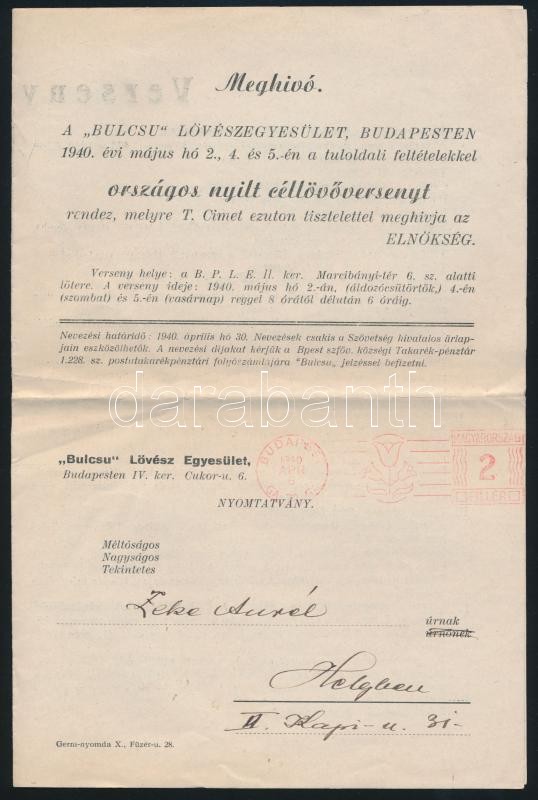 Meghivó.
A „BULCSU“ LÖVÉSZEGYESÜLET, BUDAPESTEN
1940. évi május hó 2., 4. és 5.-én a tuloldali feltételekkel
országos nyilt céllövőversenyt
rendez, melyre T. Cimet ezuton tisztelettel meghivja az
ELNÖKSÉG.
Verseny helye: a B. P. L. E. II. ker. Marcibányi-tér 6. sz. alatti
lötere. A verseny ideje: 1940. május hó 2.-án, (áldozócsütörtök,) 4.-én
(szombat) és 5.-én (vasárnap) reggel 8 órától délután 6 óráig.
Nevezési határidő: 1940. április hó 30. Nevezések csakis a Szövetség hivatalos űrlap-
jain eszközölhetők. A nevezési dijakat kérjük a Bpest szföv. községi Takarék-pénztár
1.228. sz. postatakarékpénztári folyószámlájára "Bulcsu„ jelzéssel befizetni.
darabanth
„Bulcsu“ Lövész Egyesület,
Budapesten IV. ker. Cukor-u. 6.
BUDAPEST
1940
MAGYARORSZÁG
2
FILLÉR
NYOMTATVÁNY.
Méltóságos
Nagyságos
Tekintetes
Zeke Aurél
úrnak
úrnőnek
Helyben
II. Kapi-u. 31-
Germ-nyomda X., Füzér-u. 28.
Verseny